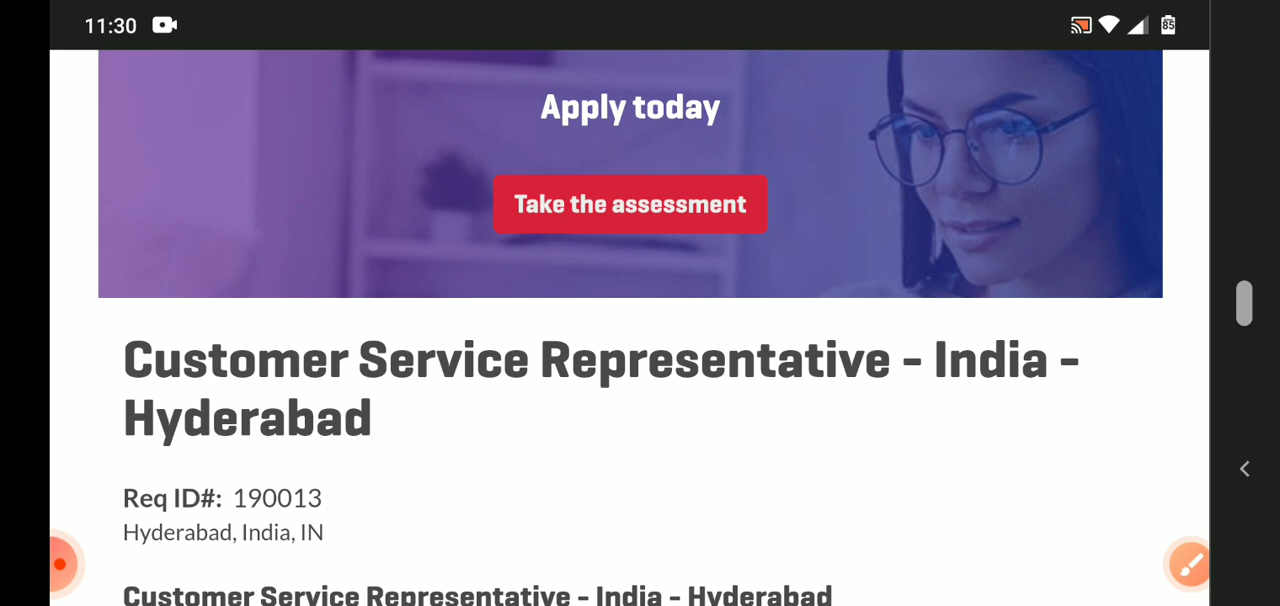 11:30
85
Apply today
Take the assessment
Customer Service Representative - India -
Hyderabad
Req ID#: 190013
Hyderabad, India, IN
Customer Service Representative - India - Hyderabad